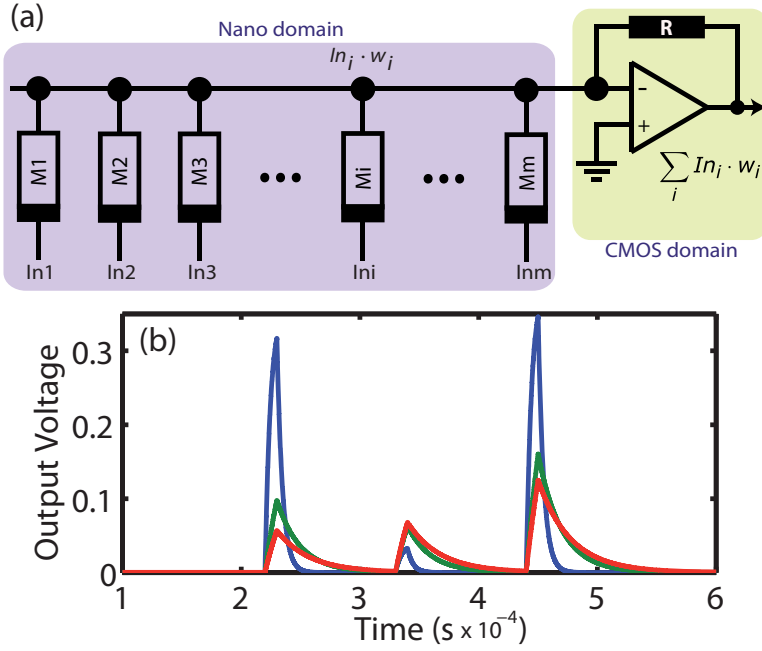 (a)
Nano domain
In_i · w_i
R
-
+
M1 M2 M3 ••• Mi ••• Mm
∑_i In_i · w_i
In1 In2 In3 Ini Inm
CMOS domain
(b)
Output Voltage
0.3
0.2
0.1
0
1 2 3 4 5 6
Time (s x 10⁻⁴)